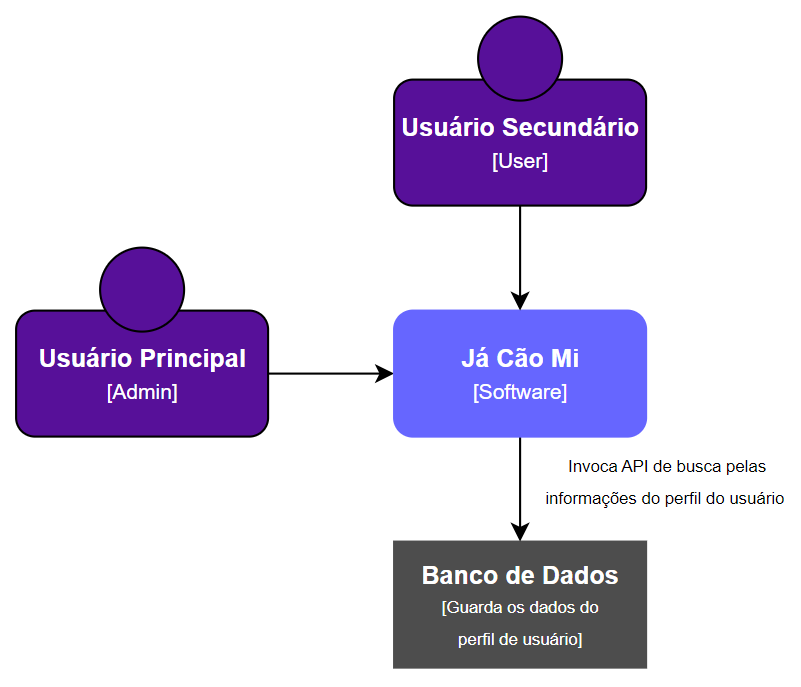 Usuário Secundário
[User]
Usuário Principal
[Admin]
Já Cão Mi
[Software]
Invoca API de busca pelas
informações do perfil do usuário
Banco de Dados
[Guarda os dados do
perfil de usuário]